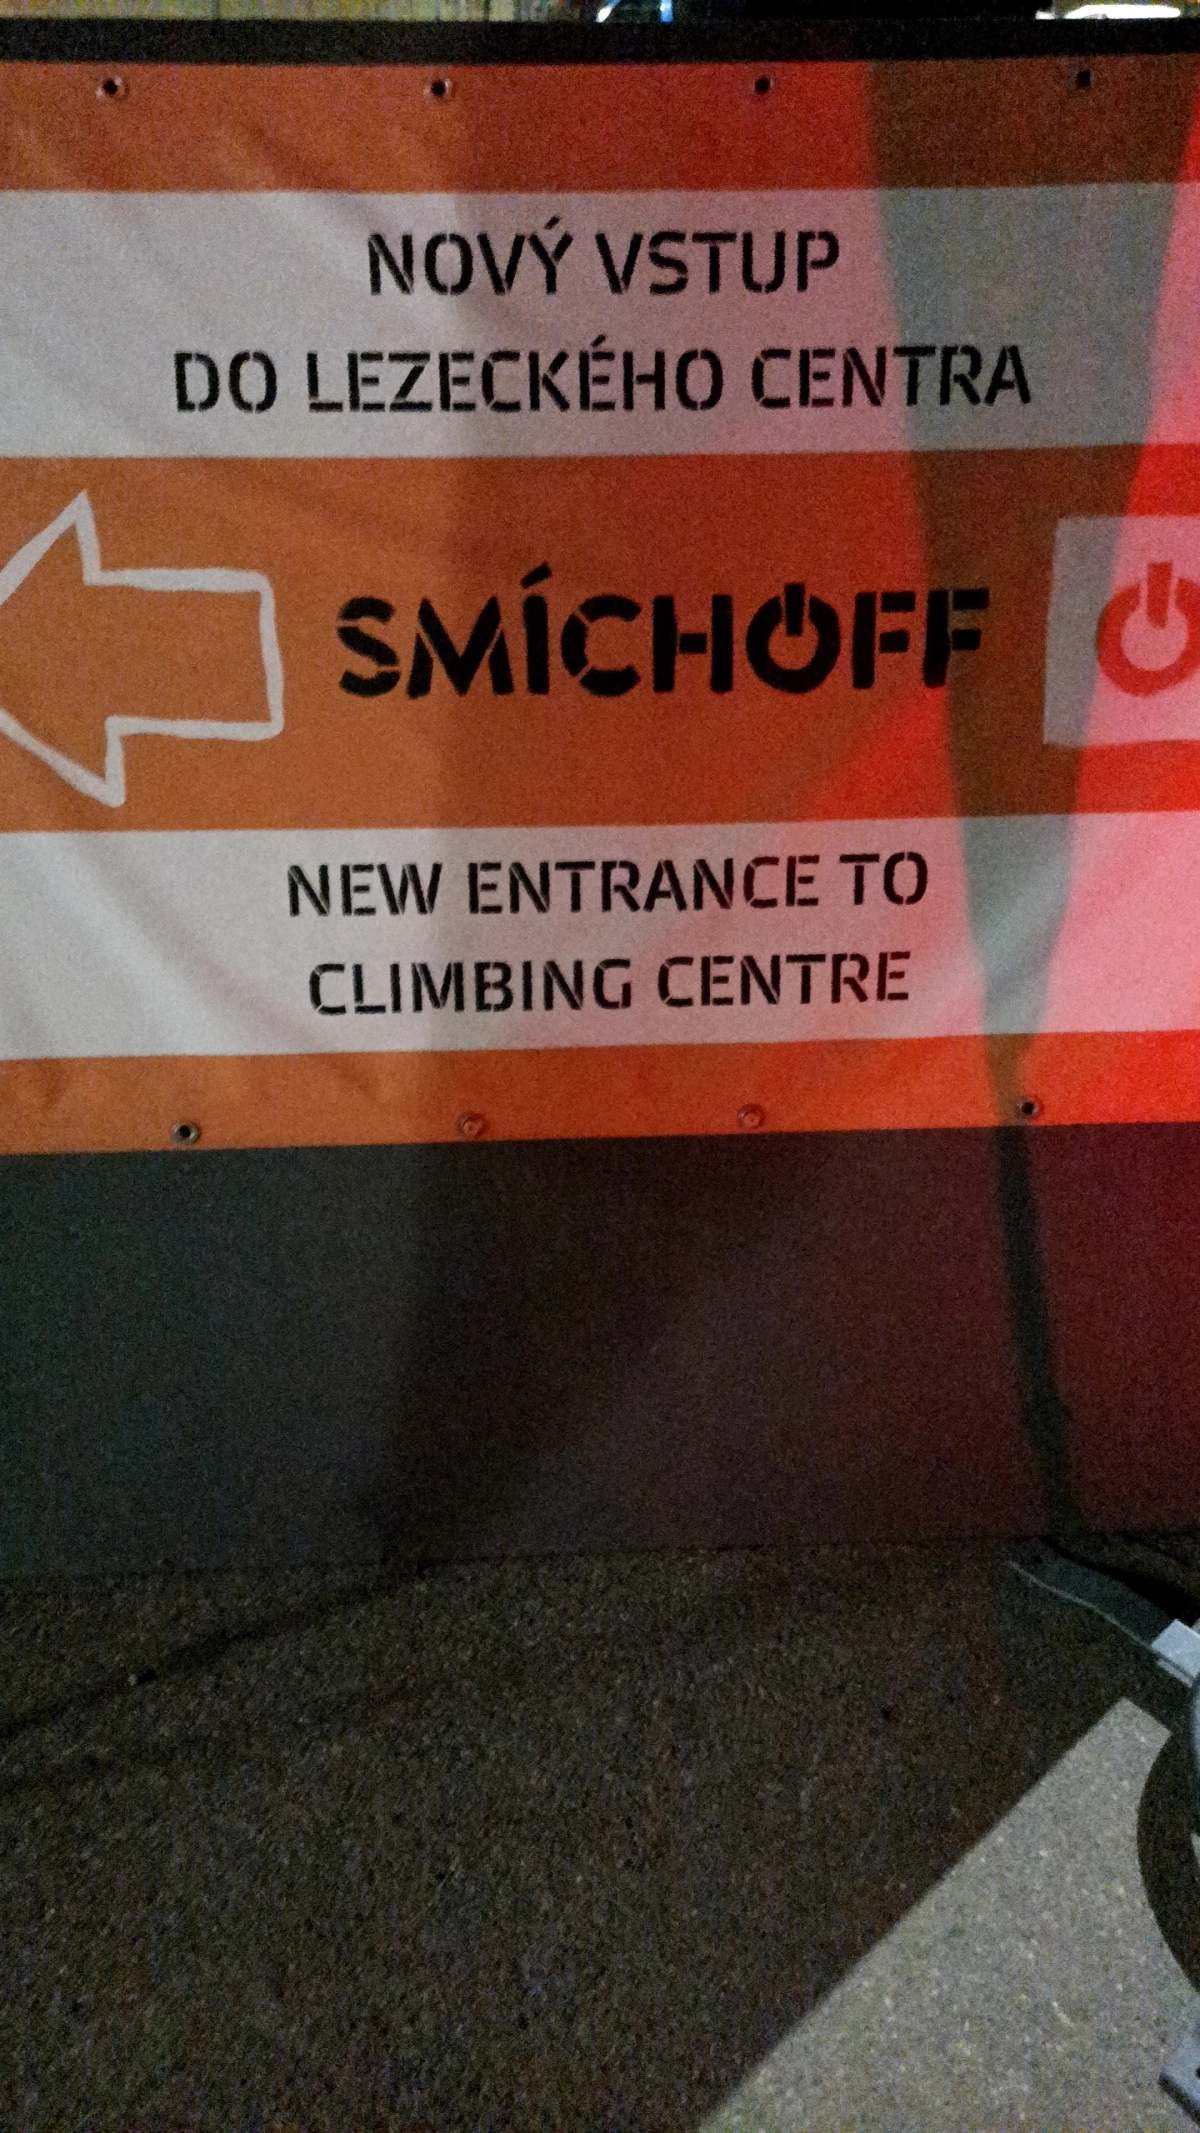 NOVÝ VSTUP
DO LEZECKÉHO CENTRA
SMÍCHOFF
NEW ENTRANCE TO
CLIMBING CENTRE